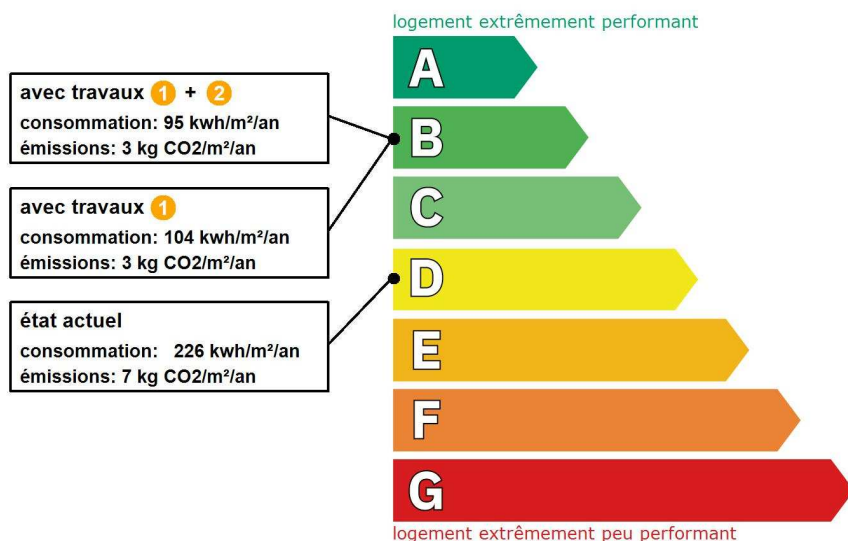 logement extrêmement performant
avec travaux 1 + 2
consommation: 95 kwh/m²/an
émissions: 3 kg CO2/m²/an
avec travaux 1
consommation: 104 kwh/m²/an
émissions: 3 kg CO2/m²/an
état actuel
consommation: 226 kwh/m²/an
émissions: 7 kg CO2/m²/an
A
B
C
D
E
F
G
logement extrêmement peu performant